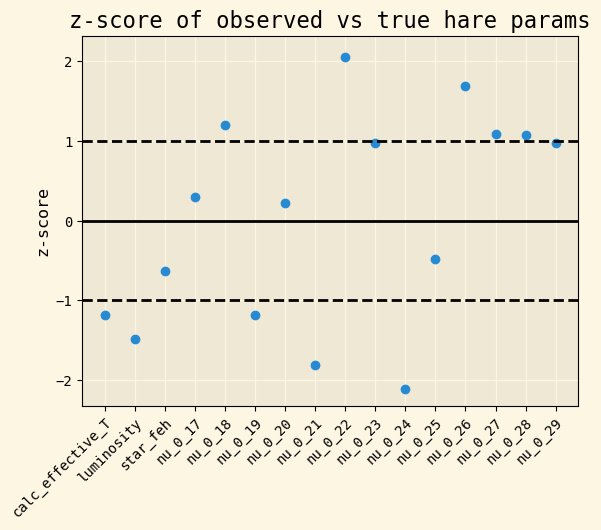 z-score of observed vs true hare params
z-score
2
1
0
−1
−2
calc_effective_T
luminosity
star_feh
nu_0_17
nu_0_18
nu_0_19
nu_0_20
nu_0_21
nu_0_22
nu_0_23
nu_0_24
nu_0_25
nu_0_26
nu_0_27
nu_0_28
nu_0_29